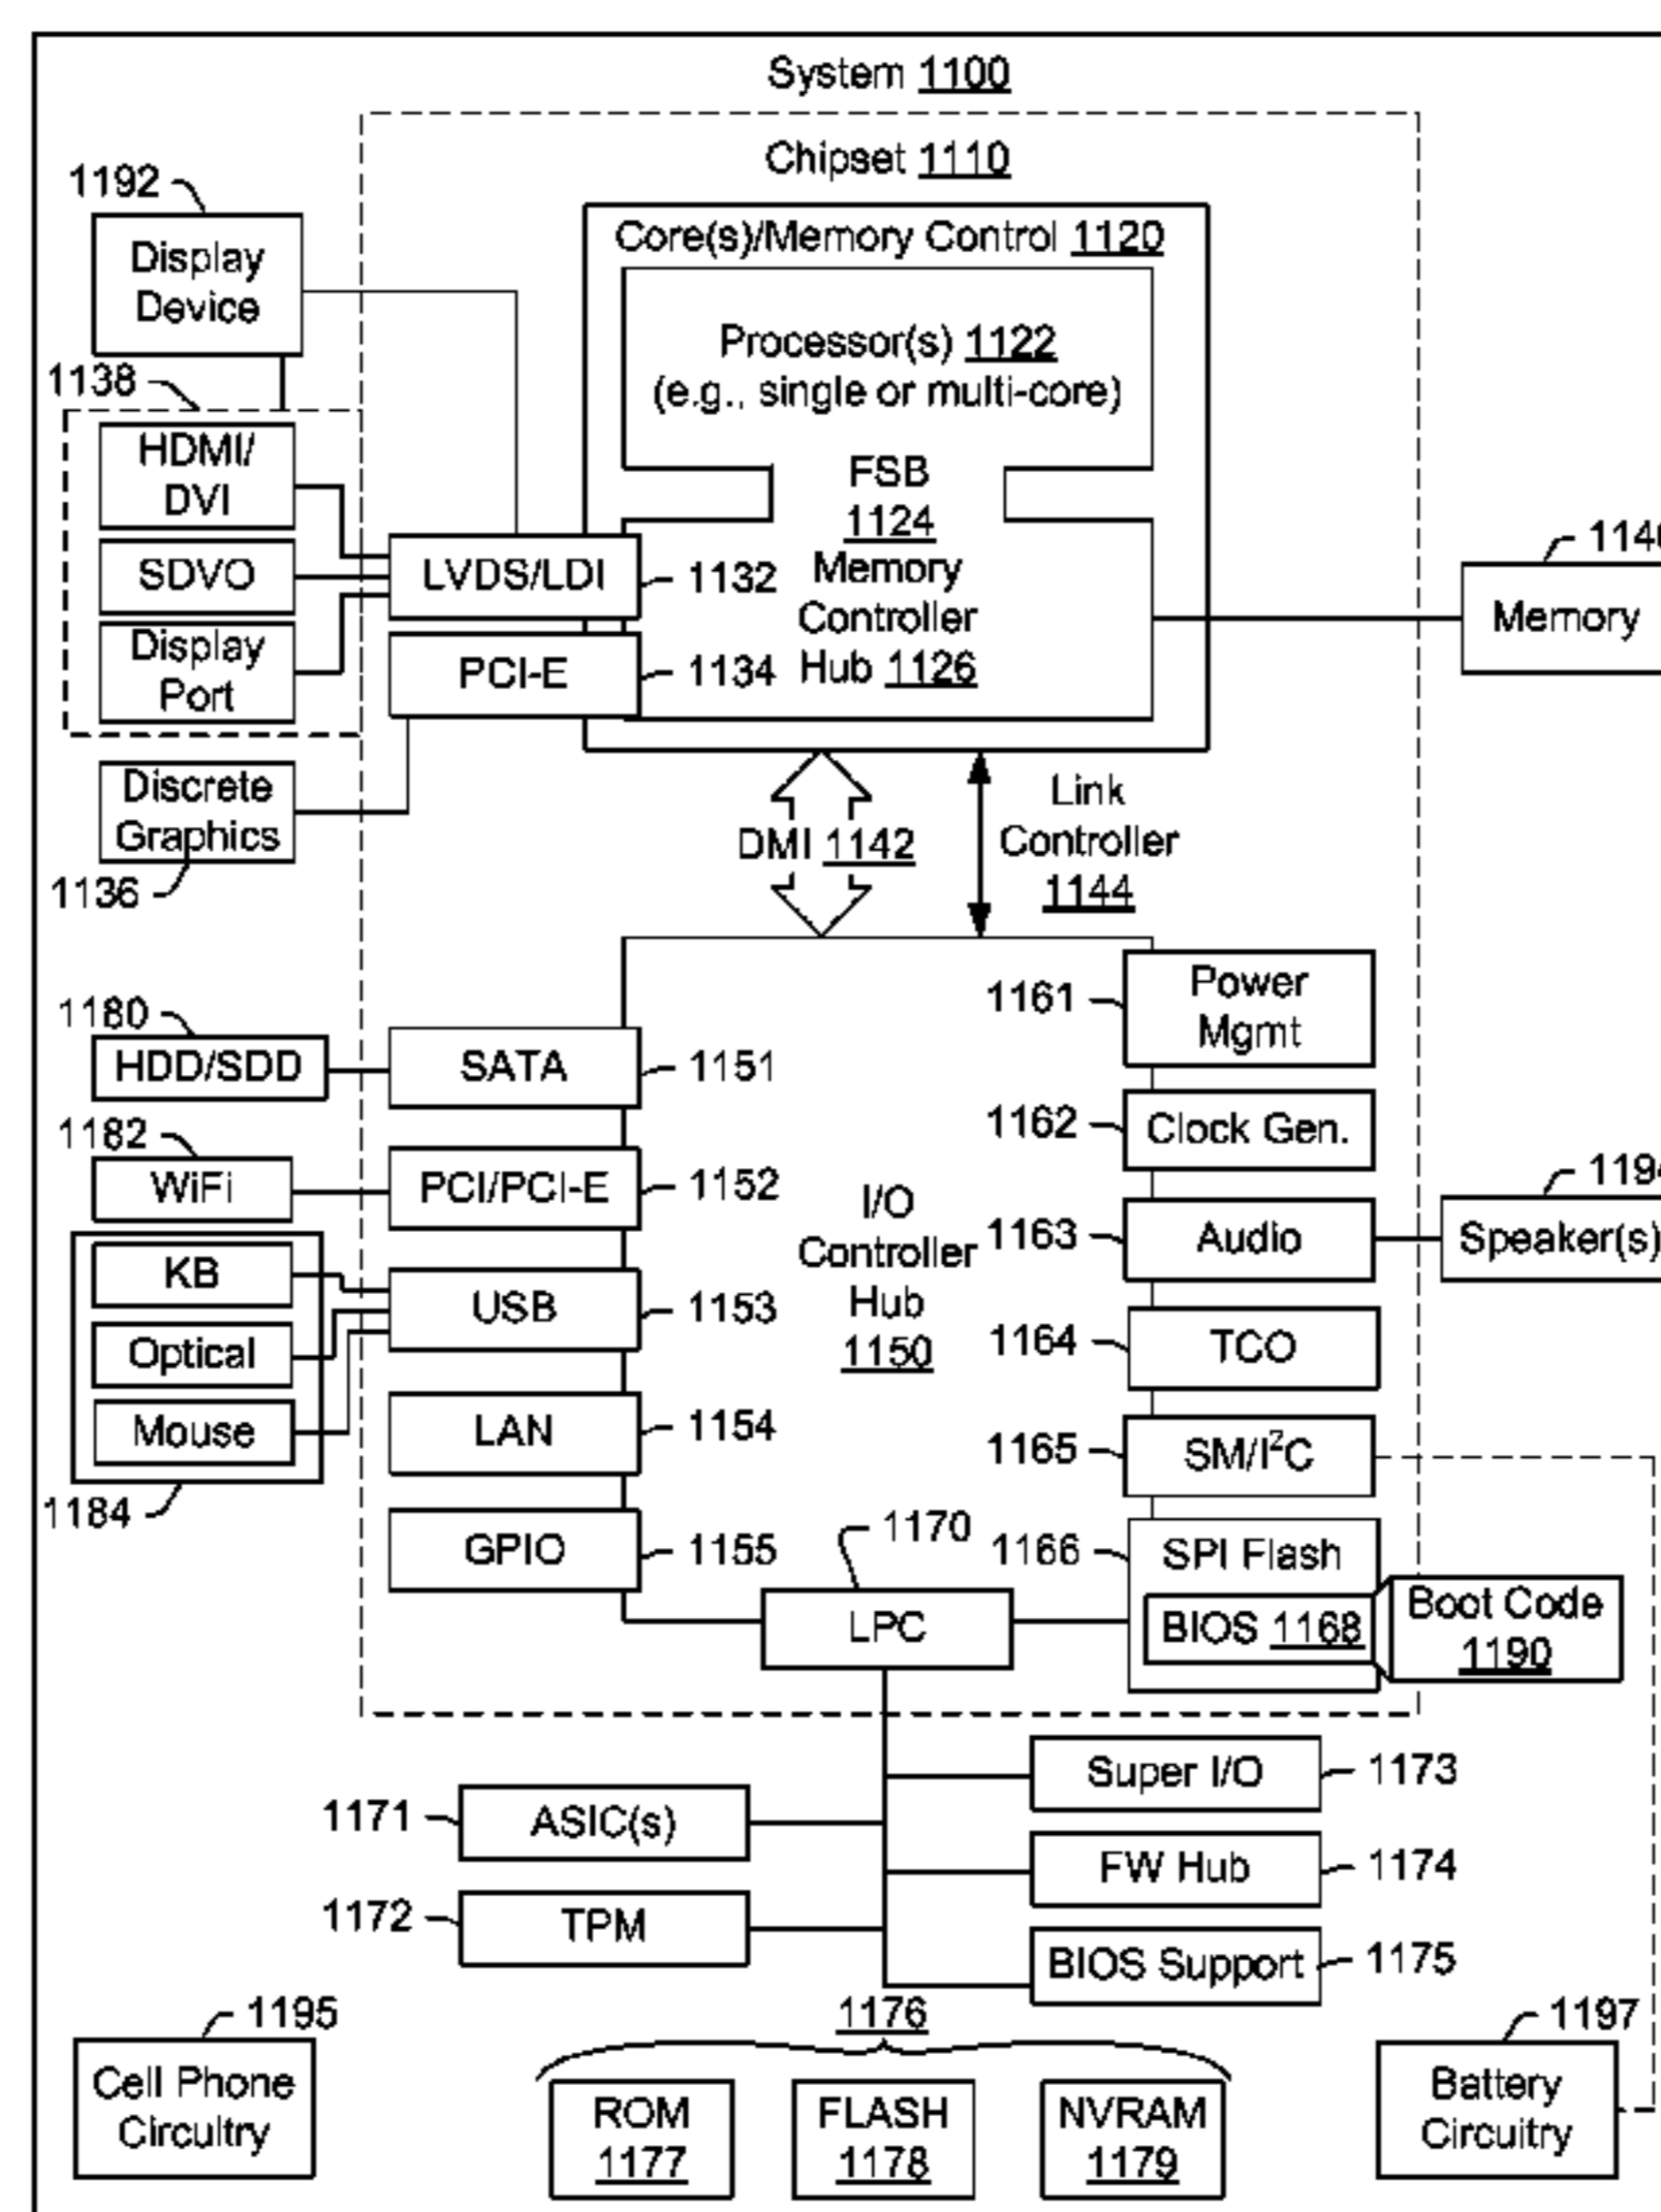 System 1100
Chipset 1110
1192
Display
Device
Core(s)/Memory Control 1120
Processor(s) 1122
(e.g., single or multi-core)
1138
HDMI/
DVI
SDVO
Display
Port
FSB
1124
LVDS/LDI
1132
PCI-E
1134
Memory
Controller
Hub 1126
Memory
Discrete
Graphics
1136
DMI 1142
Link
Controller
1144
1180
HDD/SDD
SATA
1151
1161
Power
Mgmt
1182
WiFi
PCI/PCI-E
1152
1162
Clock Gen.
I/O
Controller
Hub
1150
1163
Audio
Speaker(s)
KB
Optical
Mouse
1184
USB
1153
1164
TCO
LAN
1154
1165
SM/I²C
GPIO
1155
1170
LPC
1166
SPI Flash
BIOS 1168
Boot Code
1190
Super I/O
1173
1171
ASIC(s)
FW Hub
1174
1172
TPM
BIOS Support
1175
1195
Cell Phone
Circuitry
1176
ROM
1177
FLASH
1178
NVRAM
1179
1197
Battery
Circuitry